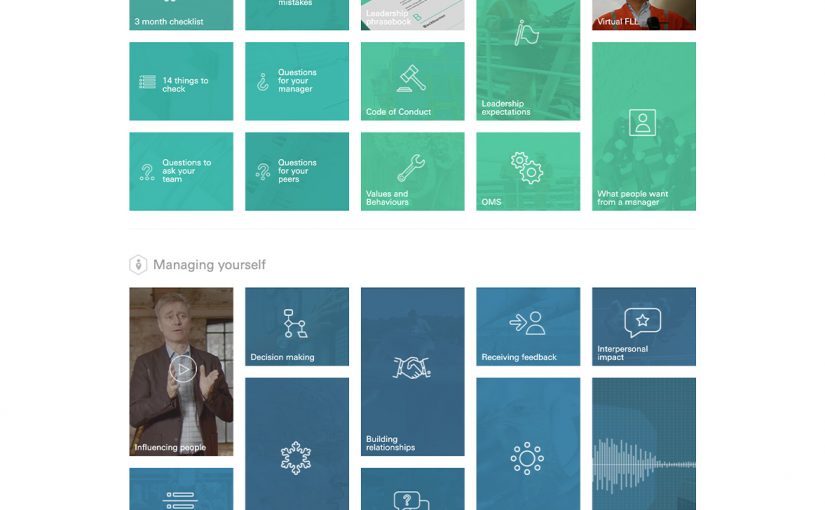 mistakes
3 month checklist
Leadership
phrasebook
Virtual FLL
14 things to
check
Questions
for your
manager
Code of Conduct
Leadership
expectations
Questions to
ask your
team
Questions
for your
peers
Values and
Behaviours
OMS
What people want
from a manager
Managing yourself
Influencing people
Decision making
Building
relationships
Receiving feedback
Interpersonal
impact